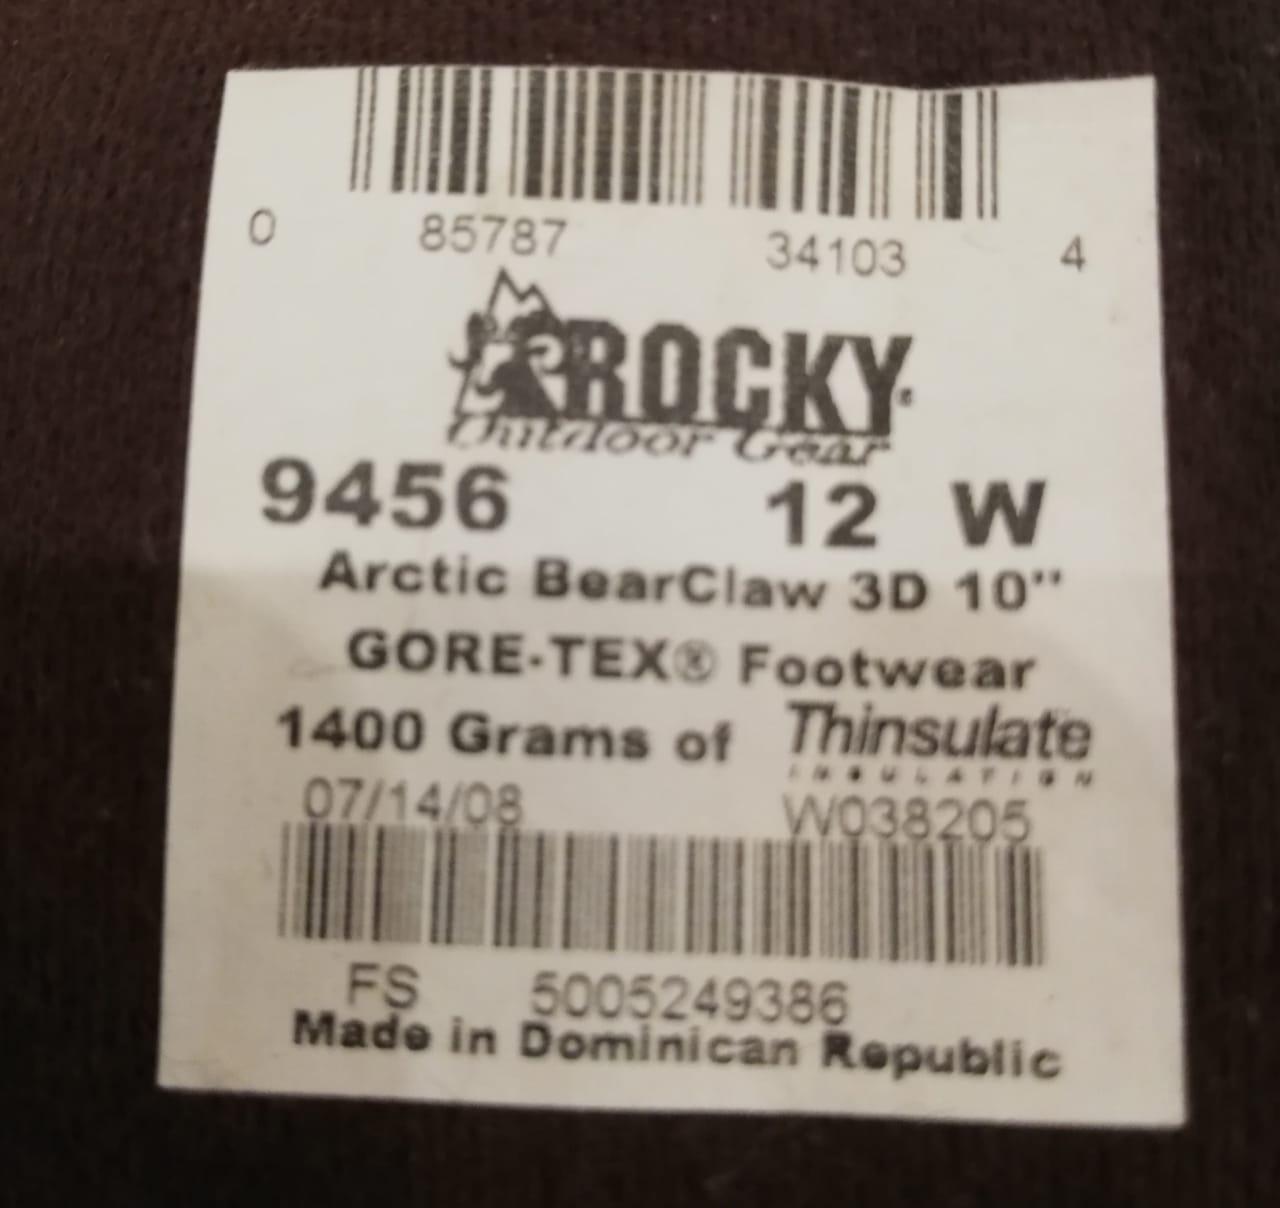 0 85787 34103 4
ROCKY®
Outdoor Gear
9456 12 W
Arctic BearClaw 3D 10"
GORE-TEX® Footwear
1400 Grams of Thinsulate
INSULATION
07/14/08 W038205
FS 5005249386
Made in Dominican Republic